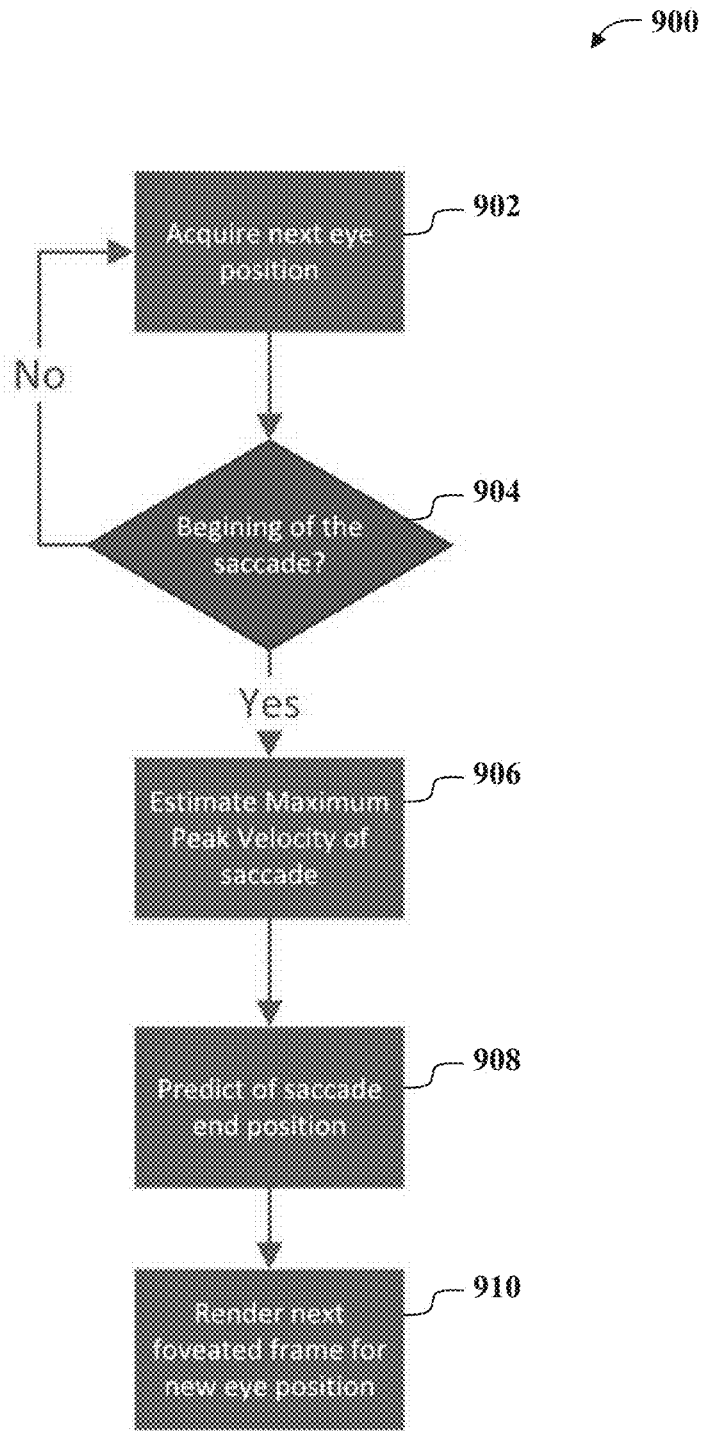 900
Acquire next eye
position
902
No
Begining of the
saccade?
904
Yes
Estimate Maximum
Peak Velocity of
saccade
906
Predict of saccade
end position
908
Render next
foveated frame for
new eye position
910